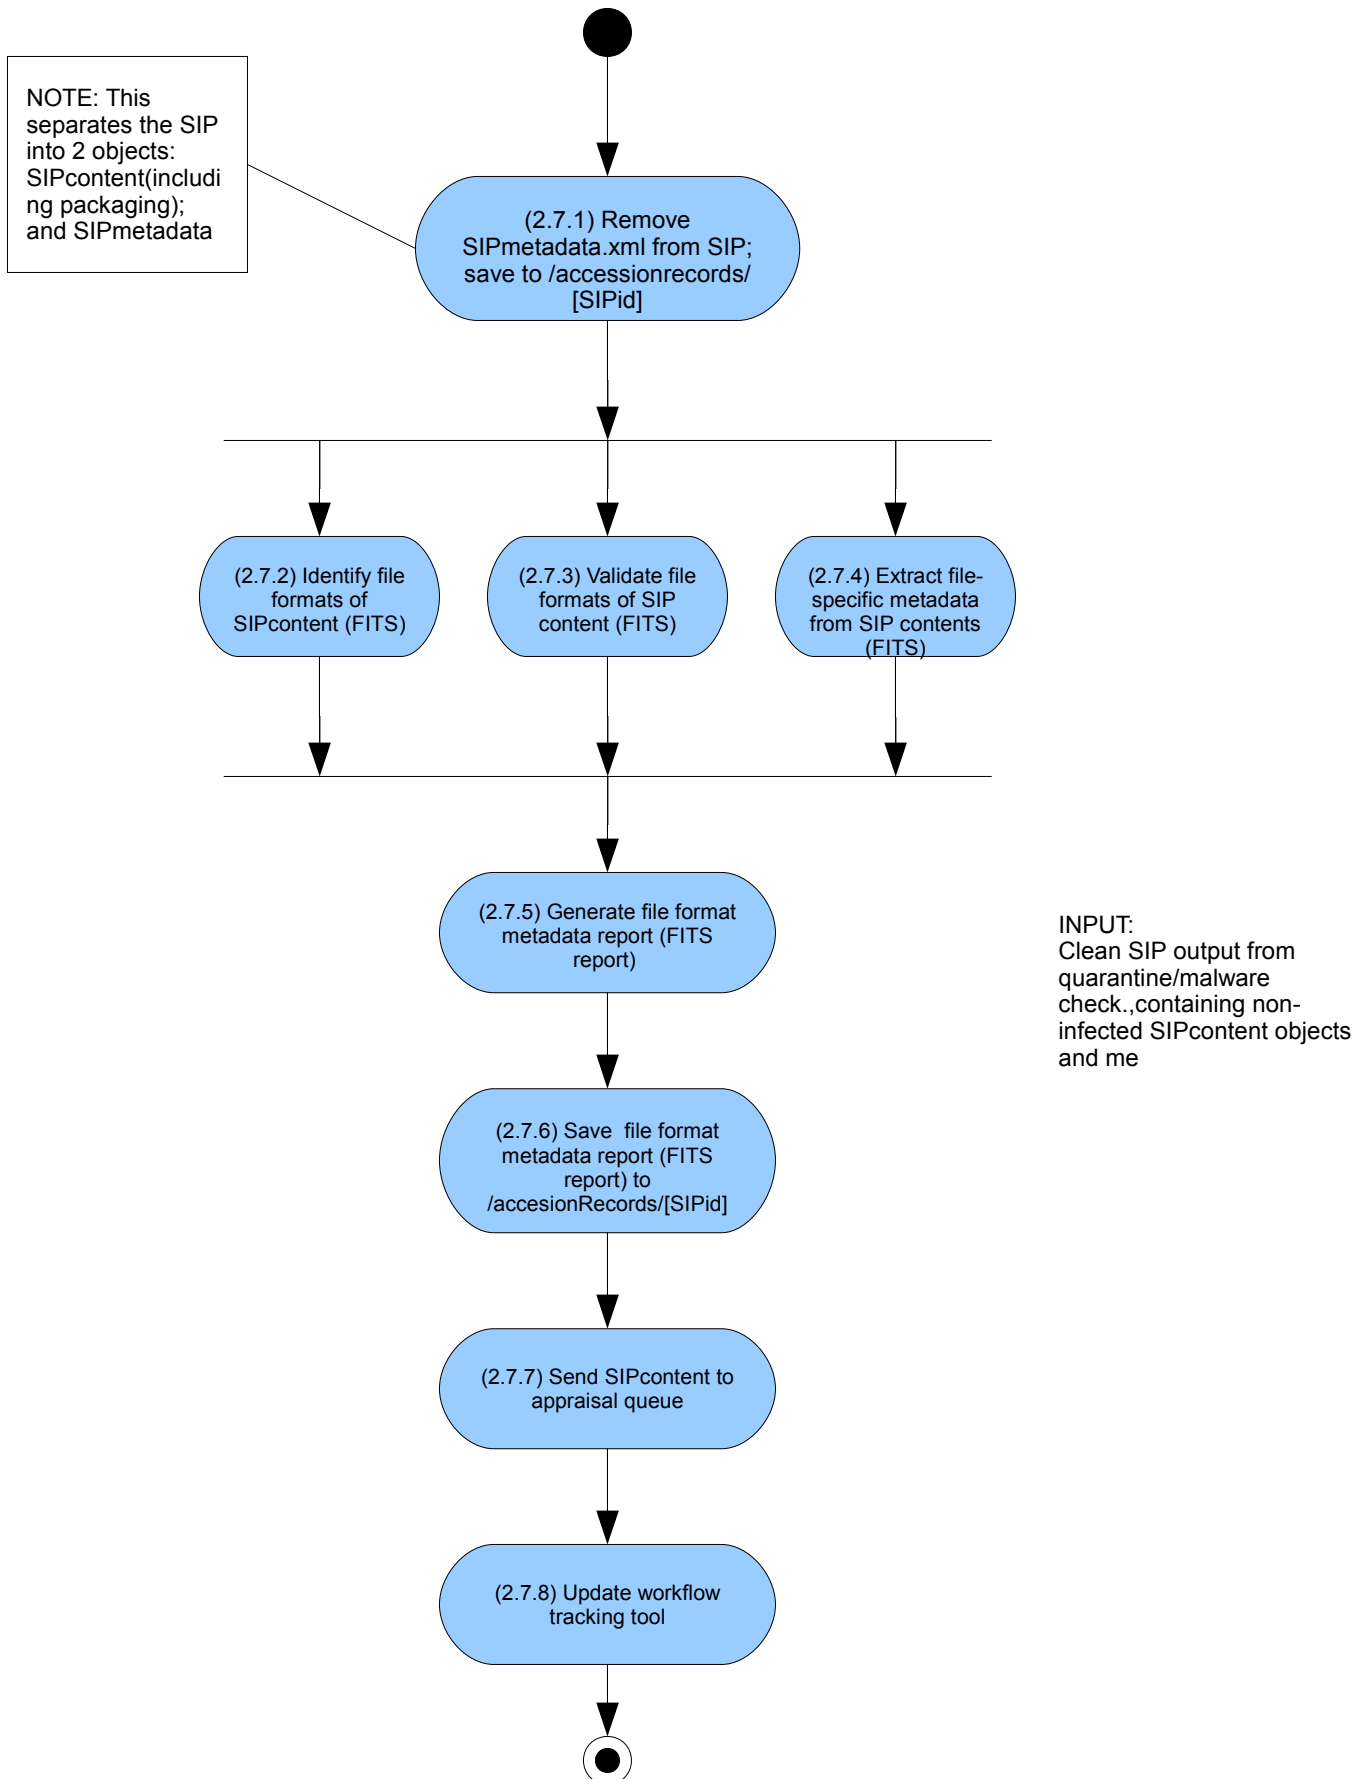 NOTE: This
separates the SIP
into 2 objects:
SIPcontent(includi
ng packaging);
and SIPmetadata
(2.7.1) Remove
SIPmetadata.xml from SIP;
save to /accessionrecords/
[SIPid]
(2.7.2) Identify file
formats of
SIPcontent (FITS)
(2.7.3) Validate file
formats of SIP
content (FITS)
(2.7.4) Extract file-
specific metadata
from SIP contents
(FITS)
(2.7.5) Generate file format
metadata report (FITS
report)
INPUT:
Clean SIP output from
quarantine/malware
check.,containing non-
infected SIPcontent objects
and me
(2.7.6) Save  file format
metadata report (FITS
report) to
/accesionRecords/[SIPid]
(2.7.7) Send SIPcontent to
appraisal queue
(2.7.8) Update workflow
tracking tool